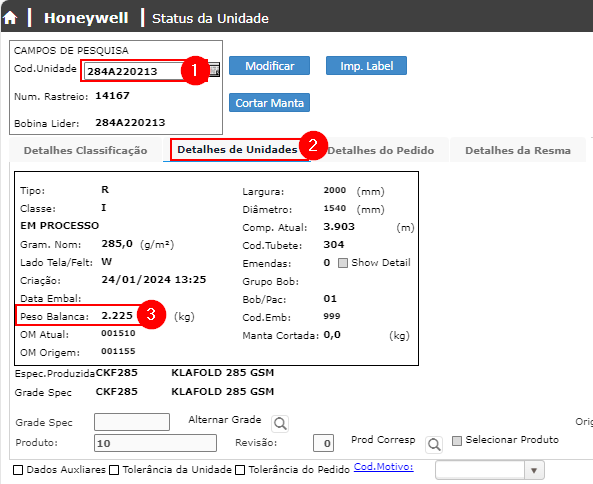 Honeywell Status da Unidade
CAMPOS DE PESQUISA
Cod.Unidade 284A220213 1
Modificar Imp. Label
Num. Rastreio: 14167
Cortar Manta
Bobina Lider: 284A220213
Detalhes Classificação Detalhes de Unidades 2 Detalhes do Pedido Detalhes da Resma
Tipo: R Largura: 2000 (mm)
Classe: I Diâmetro: 1540 (mm)
EM PROCESSO Comp. Atual: 3.903 (m)
Gram. Nom: 285,0 (g/m²) Cod.Tubete: 304
Lado Tela/Felt: W Emendas: 0 Show Detail
Criação: 24/01/2024 13:25 Grupo Bob:
Data Embal: Bob/Pac: 01
Peso Balanca: 2.225 3 (kg) Cod.Emb: 999
OM Atual: 001510 Manta Cortada: 0,0 (kg)
OM Origem: 001155
Espec.Produzida CKF285 KLAFOLD 285 GSM
Grade Spec CKF285 KLAFOLD 285 GSM
Grade Spec Alternar Grade Orig
Produto: 10 Revisão: 0 Prod Corresp Selecionar Produto
Dados Auxliares Tolerância da Unidade Tolerância do Pedido Cod.Motivo: